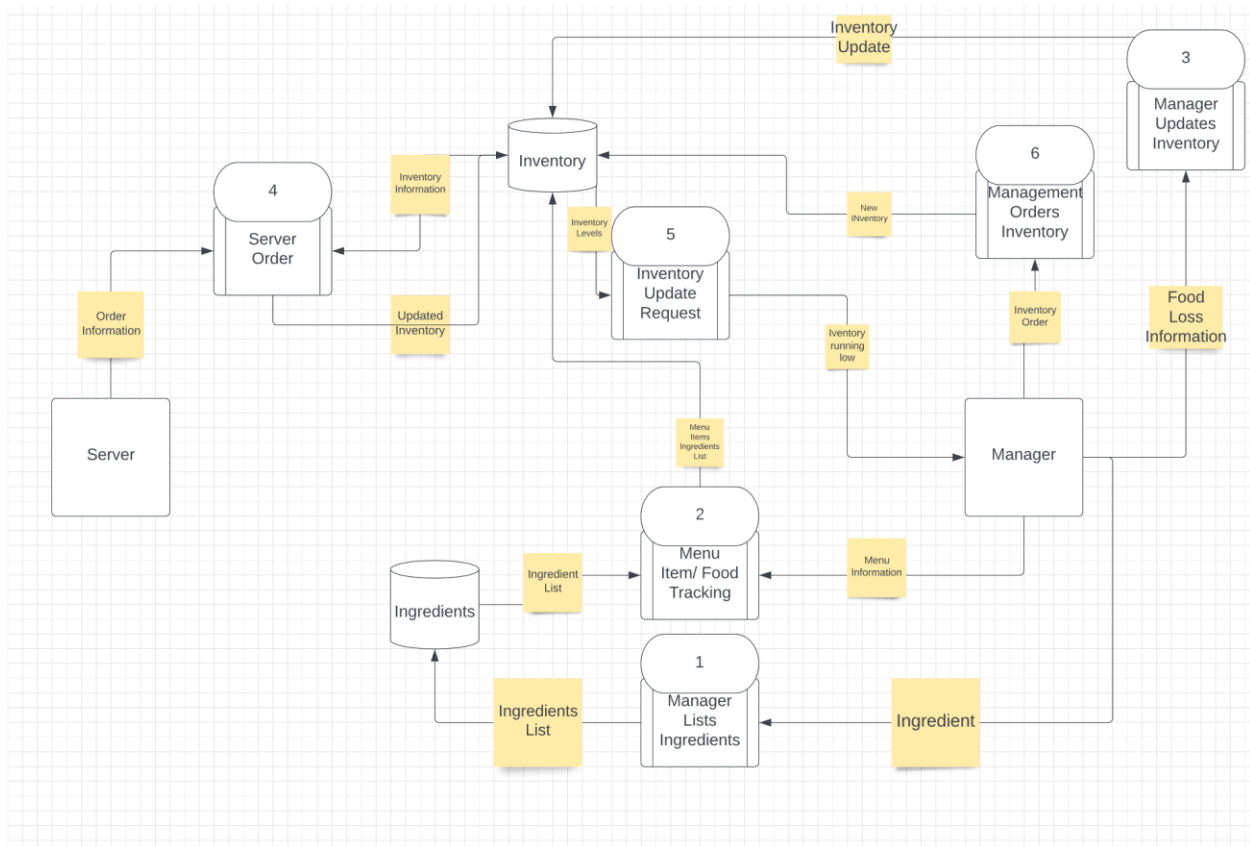 Inventory
Update
3
Manager
Updates
Inventory
6
Management
Orders
Inventory
Inventory
Inventory
Information
4
Server
Order
Inventory
Levels
5
Inventory
Update
Request
New
INventory
Order
Information
Updated
Inventory
Iventory
running
low
Inventory
Order
Food
Loss
Information
Server
Menu
Items
Ingredients
List
Manager
2
Menu
Item/ Food
Tracking
Ingredient
List
Menu
Information
Ingredients
1
Manager
Lists
Ingredients
Ingredients
List
Ingredient